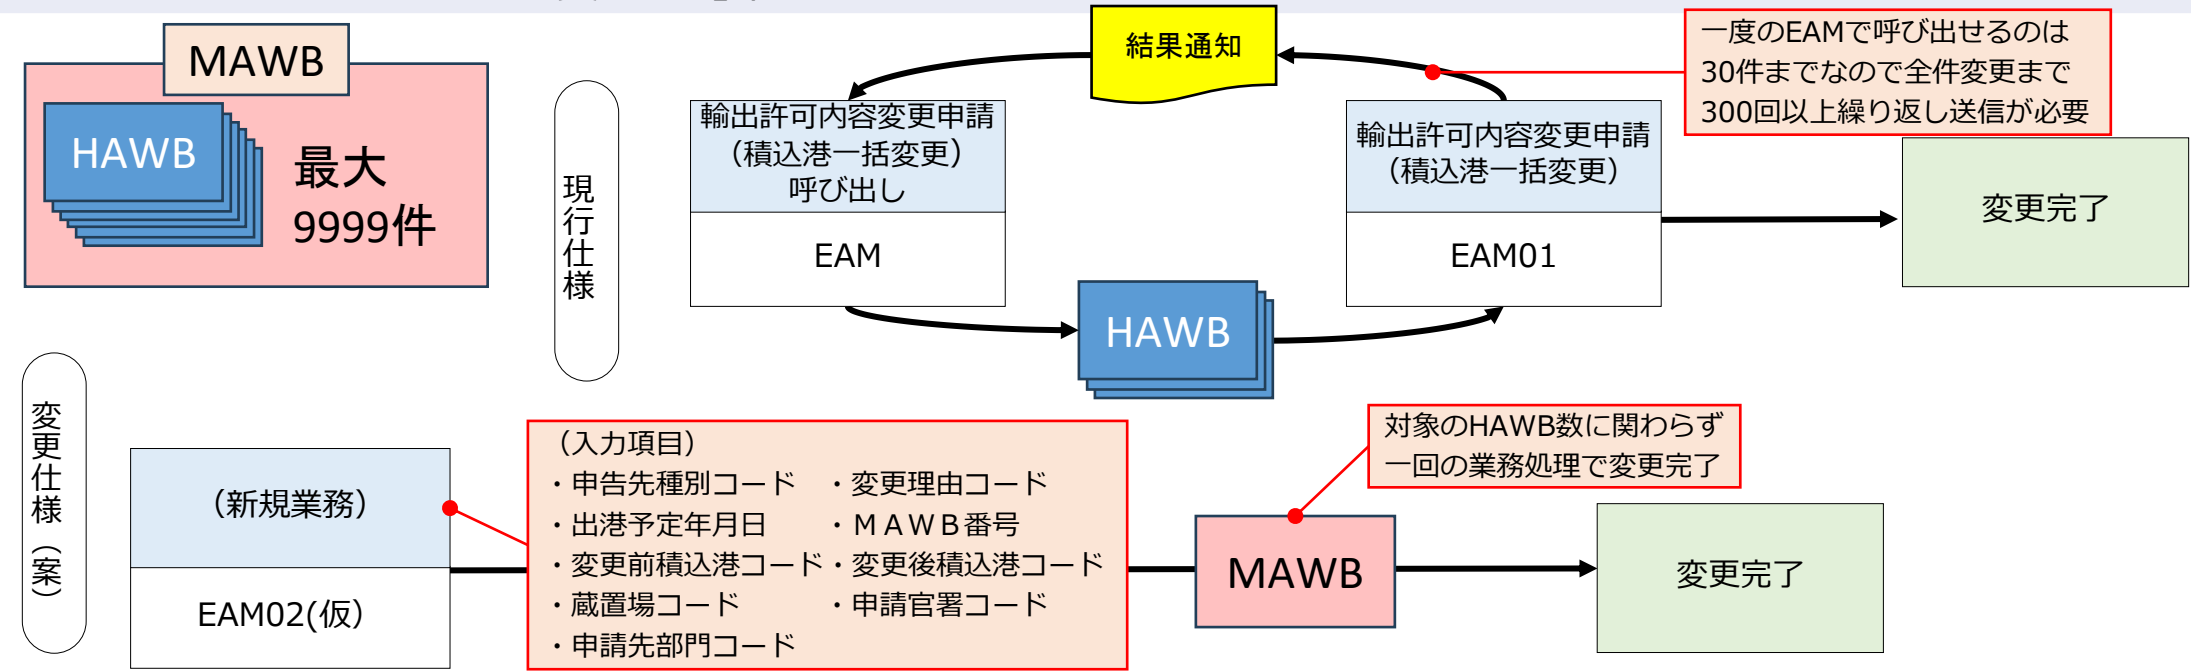 MAWB
HAWB
最大
9999件
現行仕様
輸出許可内容変更申請
（積込港一括変更）
呼び出し
EAM
結果通知
HAWB
輸出許可内容変更申請
（積込港一括変更）
EAM01
一度のEAMで呼び出せるのは
30件までなので全件変更まで
300回以上繰り返し送信が必要
変更完了
変更仕様（案）
（新規業務）
EAM02(仮）
（入力項目）
・申告先種別コード ・変更理由コード
・出港予定年月日 ・ＭＡＷＢ番号
・変更前積込港コード・変更後積込港コード
・蔵置場コード ・申請官署コード
・申請先部門コード
対象のHAWB数に関わらず
一回の業務処理で変更完了
MAWB
変更完了